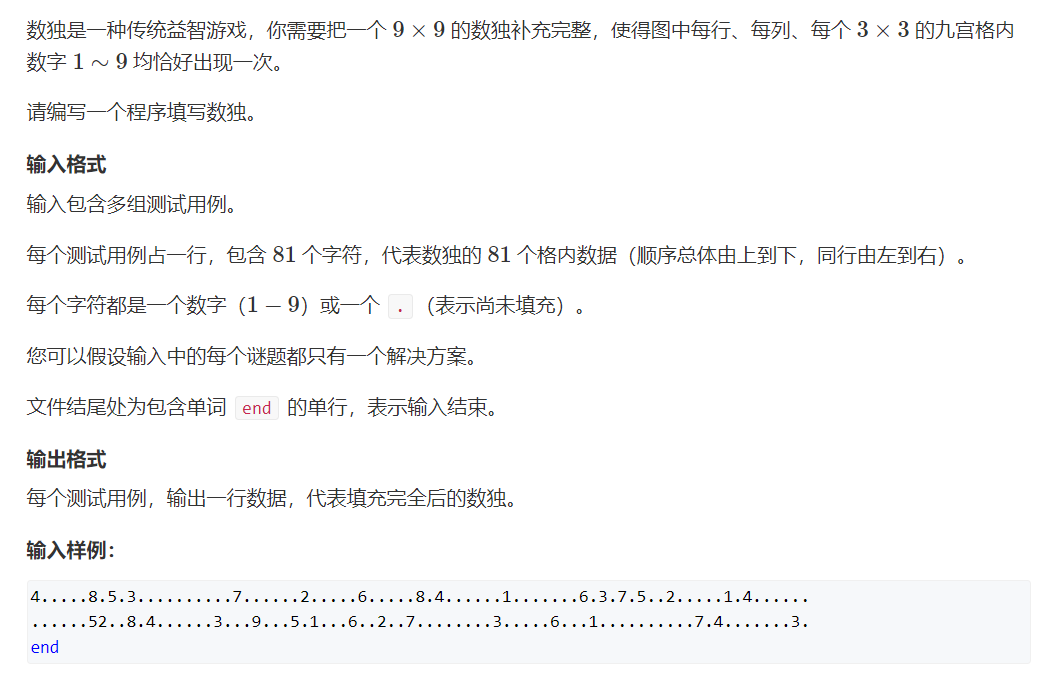 数独是一种传统益智游戏，你需要把一个 9 × 9 的数独补充完整，使得图中每行、每列、每个 3 × 3 的九宫格内
数字 1 ∼ 9 均恰好出现一次。
请编写一个程序填写数独。
输入格式
输入包含多组测试用例。
每个测试用例占一行，包含 81 个字符，代表数独的 81 个格内数据（顺序总体由上到下，同行由左到右）。
每个字符都是一个数字（1 − 9）或一个 . （表示尚未填充）。
您可以假设输入中的每个谜题都只有一个解决方案。
文件结尾处为包含单词 end 的单行，表示输入结束。
输出格式
每个测试用例，输出一行数据，代表填充完全后的数独。
输入样例：
4.....8.5.3..........7......2.....6.....8.4......1.......6.3.7.5..2.....1.4......
......52..8.4......3...9...5.1...6..2..7........3.....6...1..........7.4.......3.
end